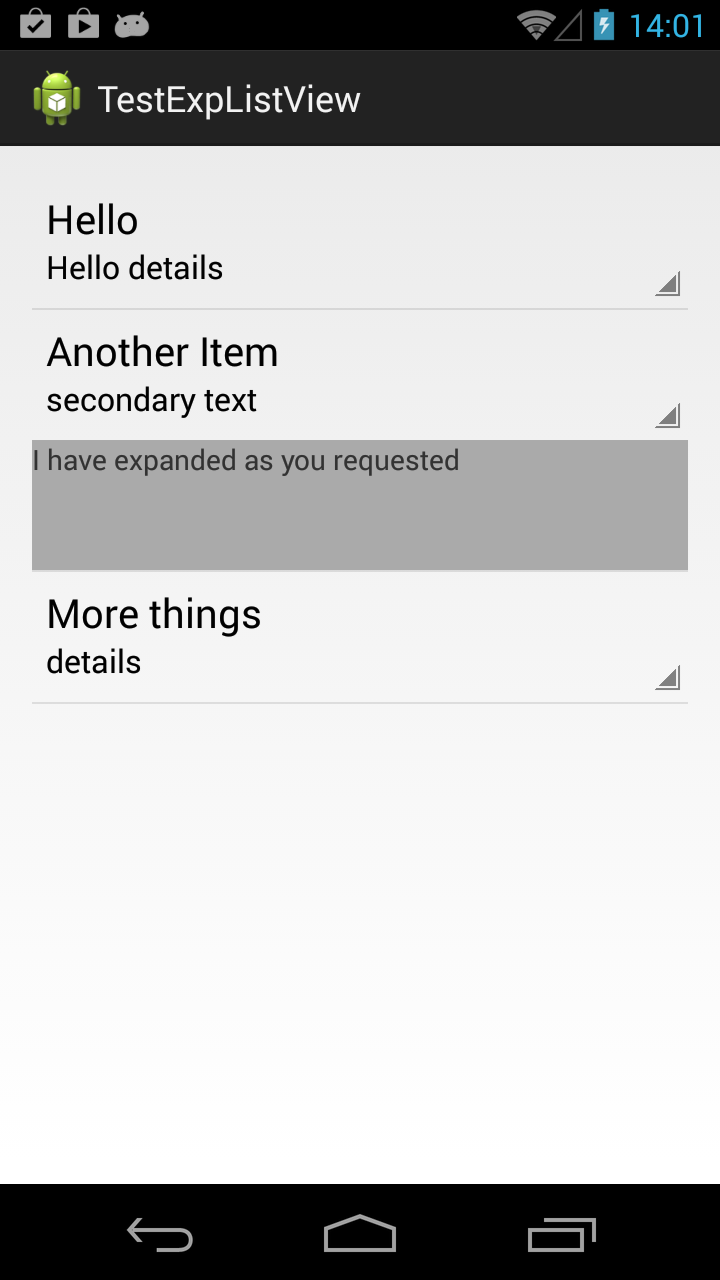 14:01
TestExpListView
Hello
Hello details
Another Item
secondary text
I have expanded as you requested
More things
details